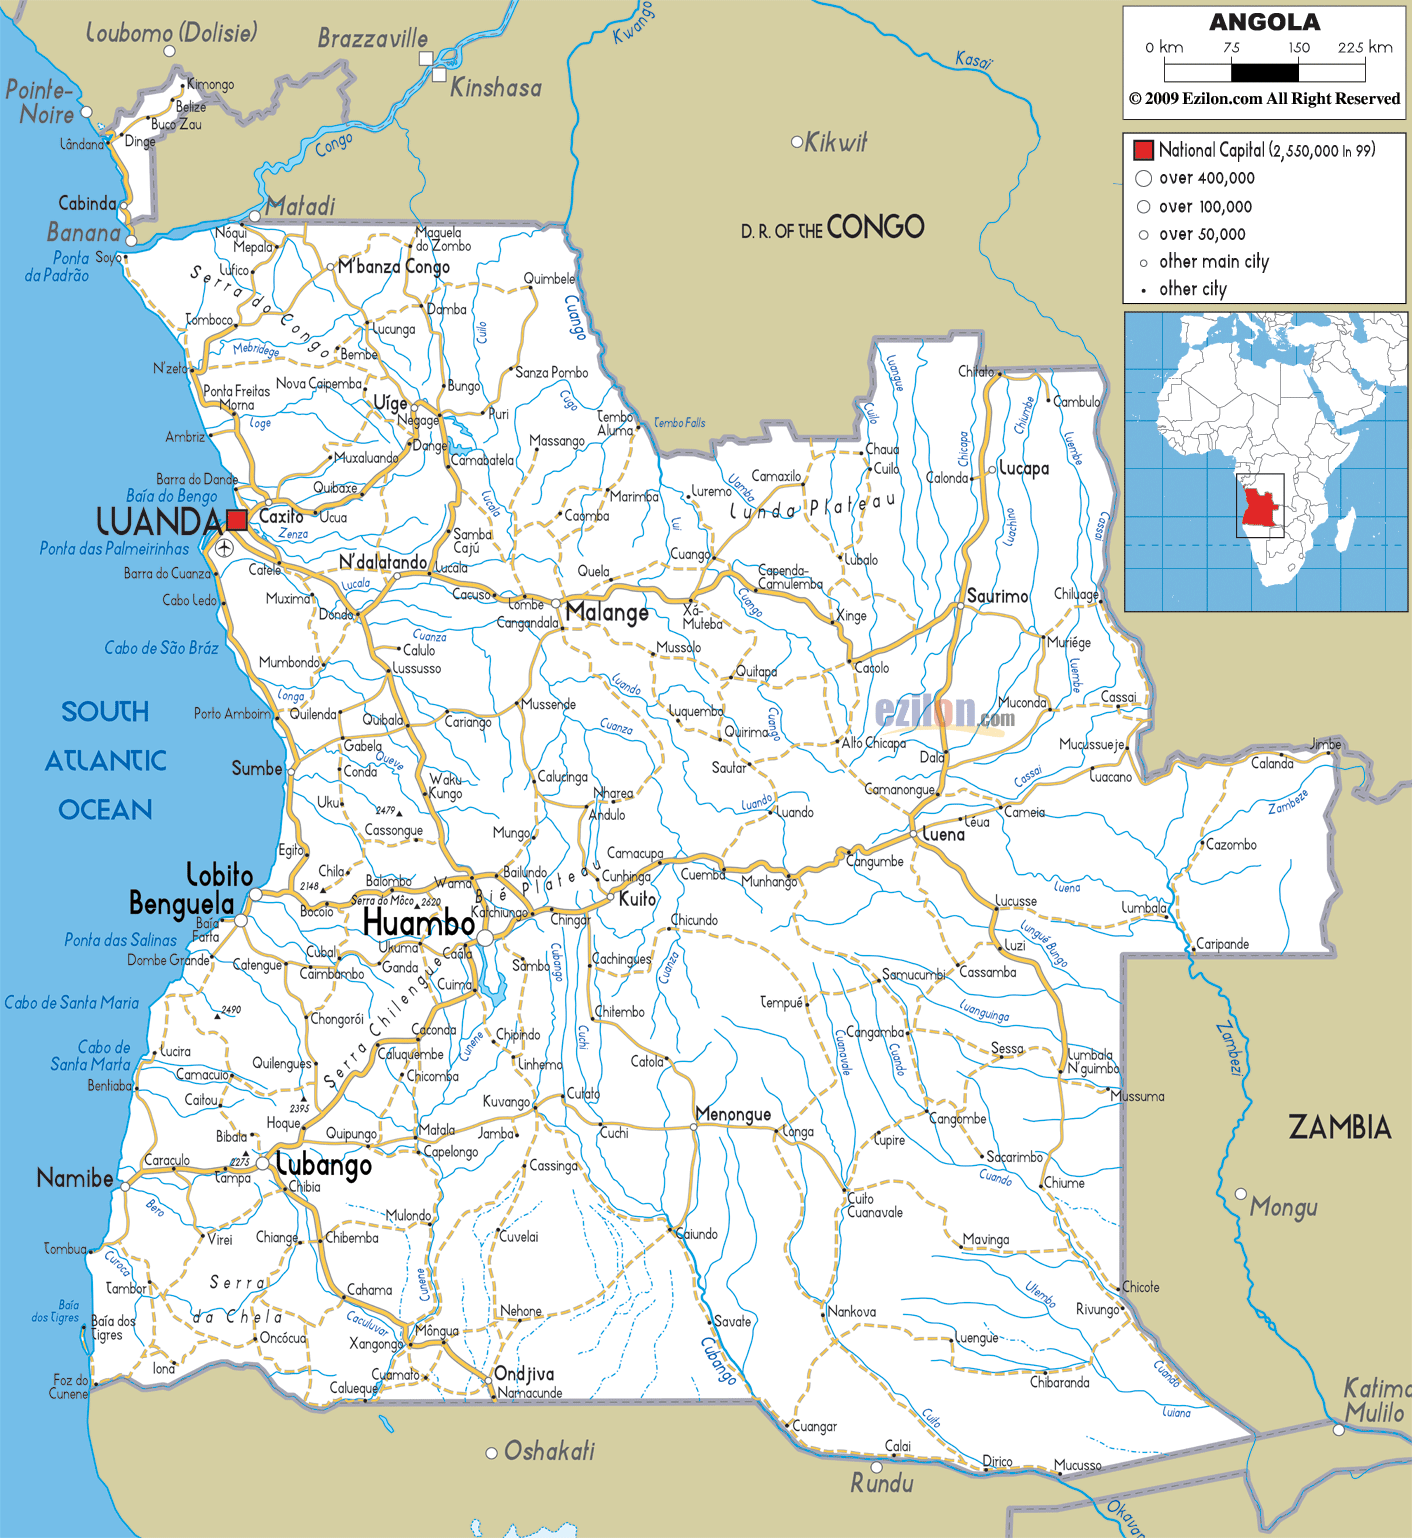 ANGOLA
0 km 75 150 225 km
© 2009 Ezilon.com All Right Reserved
National Capital (2,550,000 In 99)
over 400,000
over 100,000
over 50,000
other main city
other city
Loubomo (Dolisie)
Brazzaville
Kinshasa
Pointe-
Noire
Kwango
Kasaï
Kikwit
D. R. OF THE CONGO
Congo
Matadi
Banana
Kimongo
Belize
Buco Zau
Dinge
Lândana
Cabinda
Soyo
Ponta
da Padrão
Nóqui
Mepala
Lufico
Serra do Congo
M'banza Congo
Maquela
do Zombo
Quimbele
Cuango
Damba
Cuilo
Tomboco
Lucunga
Mebridege
Bembe
N'zeto
Nova Caipemba
Bungo
Sanza Pombo
Cugo
Ponta Freitas
Morna
Loge
Uíge
Negage
Puri
Tembo
Aluma
Tembo Falls
Ambriz
Dange
Massango
Muxaluando
Camabatela
Barra do Dande
Baía do Bengo
Quibaxe
Lucala
Marimba
LUANDA
Caxito
Ucua
Zenza
Caomba
Samba
Cajú
Ponta das Palmeirinhas
Barra do Cuanza
Catele
N'dalatando
Lucala
Lucala
Cabo Ledo
Muxima
Dondo
Cacuso
Lombe
Quela
Malange
Cangandala
Cabo de São Bráz
Cuanza
Calulo
Mumbondo
Lussusso
Longa
Porto Amboim
Quilenda
Quibala
Cariango
Mussende
Luando
Cuanza
Luangue
Chitato
Cuilo
Chiumbe
Cambulo
Luembe
Chicapa
Chaua
Cuilo
Lucapa
Calonda
Camaxilo
Uamba
Luremo
Lunda Plateau
Luachino
Cassai
Lui
Cuango
Lubalo
Capenda-
Camulemba
Cuango
Xá-
Muteba
Xinge
Saurimo
Chiluage
Muriége
Cacolo
Mussolo
Quitapa
Luembe
Cassai
Muconda
Luquembo
Quirima
Cuango
Alto Chicapa
ezilon.com
Mucussueje
Dala
Sautar
Luacano
Cassai
Camanongue
Calanda
Jimbe
Zambeze
SOUTH
ATLANTIC
OCEAN
Sumbe
Gabela
Conda
Queve
Waku
Kungo
Calucinga
Nharea
Andulo
Luando
Luando
Cameia
Léua
Luena
Cazombo
Uku
2479
Cassongue
Mungo
Egito
Chila
2148
Balombo
Wama
Bailundo
Bié Plateau
Camacupa
Cunhinga
Cuemba
Munhango
Cangumbe
Luena
Lobito
Benguela
Bocoio
Serra do Môco
2620
Katchiungo
Kuito
Chingar
Chicundo
Lucusse
Lumbala
Huambo
Baía
Farta
Ponta das Salinas
Dombe Grande
Cubal
Ukuma
Caála
Catengue
Caimbambo
Ganda
Samba
Cubango
Cachingues
Cuanza
Luzi
Lungué Bungo
Caripande
Samucumbi
Cassamba
Cuima
Cabo de Santa Maria
2490
Chongorói
Serra Chilengue
Tempué
Luanguinga
Chitembo
Cuchi
Caconda
Caluquembe
Cunene
Chipindo
Linhemo
Catola
Cangamba
Cuanavale
Cuando
Sessa
Lumbala
N'guimbo
Zambezi
Cabo de
Santa Marta
Lucira
Bentiaba
Quilengues
Camacuio
Chicomba
Caitou
2395
Cutato
Mussuma
Hoque
Kuvango
Menongue
Cangombe
Bibala
2275
Quipungo
Matala
Jamba
Cuchi
Longa
Lupire
ZAMBIA
Capelongo
Cassinga
Sacarimbo
Cuando
Namibe
Caraculo
Tampa
Lubango
Chibia
Chiume
Cuito
Cuanavale
Mongu
Bero
Mulondo
Virei
Chiange
Chibemba
Cuvelai
Caiundo
Mavinga
Tombua
Curoca
Tambor
Serra
da Chela
Cahama
Cunene
Chicote
Utembo
Rivungo
Baía
dos Tigres
Baía dos
Tigres
Caculuvar
Nehone
Nankova
Savate
Oncócua
Môngua
Xangongo
Luengue
Iona
Foz do
Cunene
Cuamato
Ondjiva
Calueque
Namacunde
Cubango
Chibaranda
Cuando
Luiana
Cuangar
Cuito
Katima
Mulilo
Oshakati
Calai
Dirico
Mucusso
Rundu